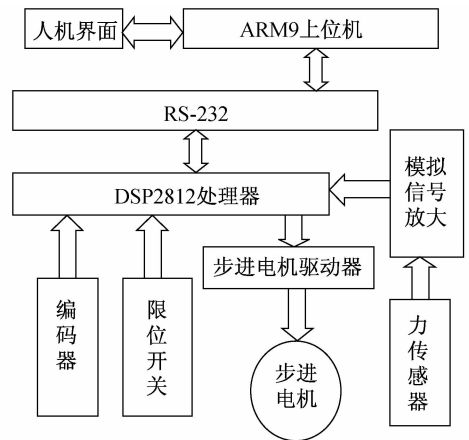 人机界面
ARM9上位机
RS-232
DSP2812处理器
模拟
信号
放大
步进电机驱动器
编
码
器
限
位
开
关
步进
电机
力
传
感
器